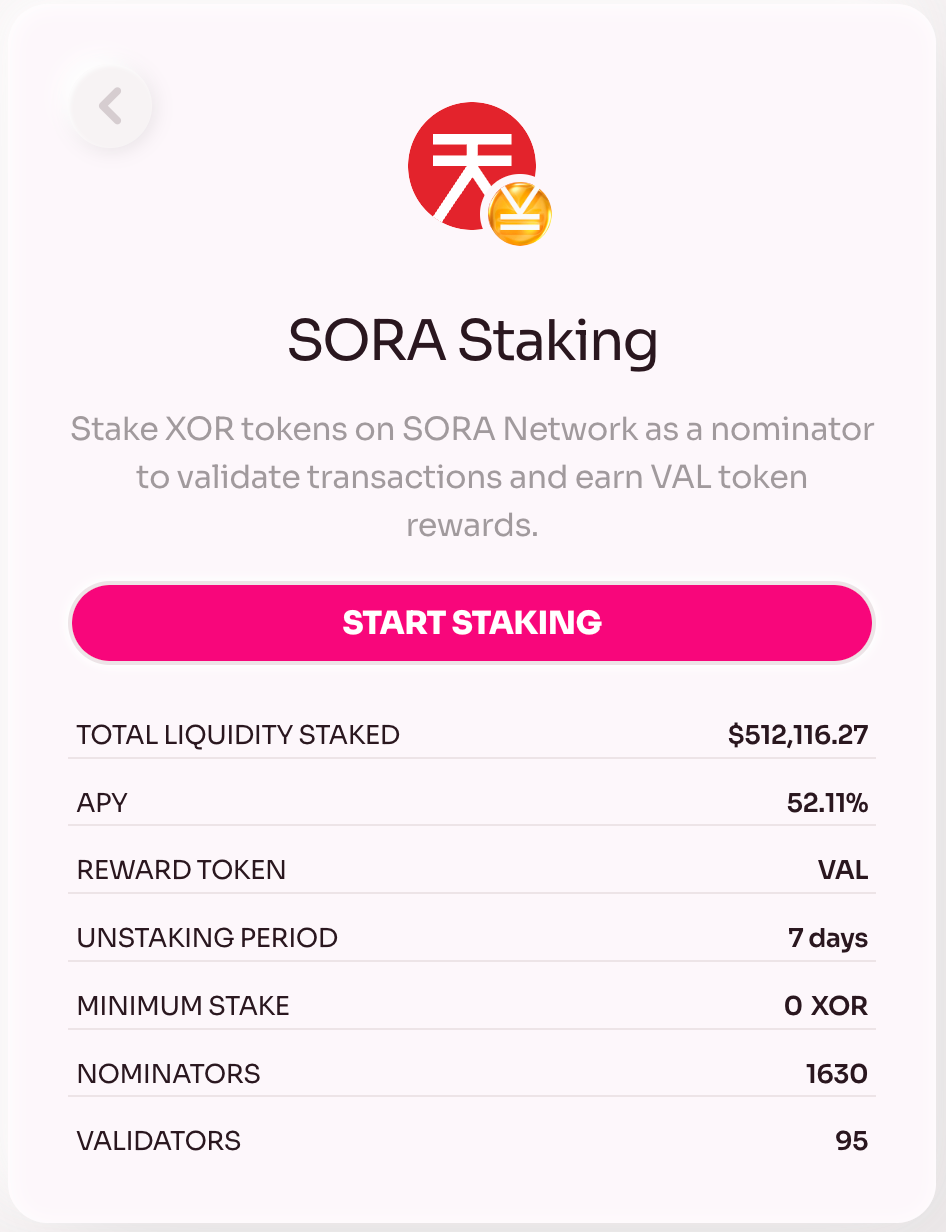 SORA Staking
Stake XOR tokens on SORA Network as a nominator
to validate transactions and earn VAL token
rewards.
START STAKING
TOTAL LIQUIDITY STAKED $512,116.27
APY 52.11%
REWARD TOKEN VAL
UNSTAKING PERIOD 7 days
MINIMUM STAKE 0 XOR
NOMINATORS 1630
VALIDATORS 95